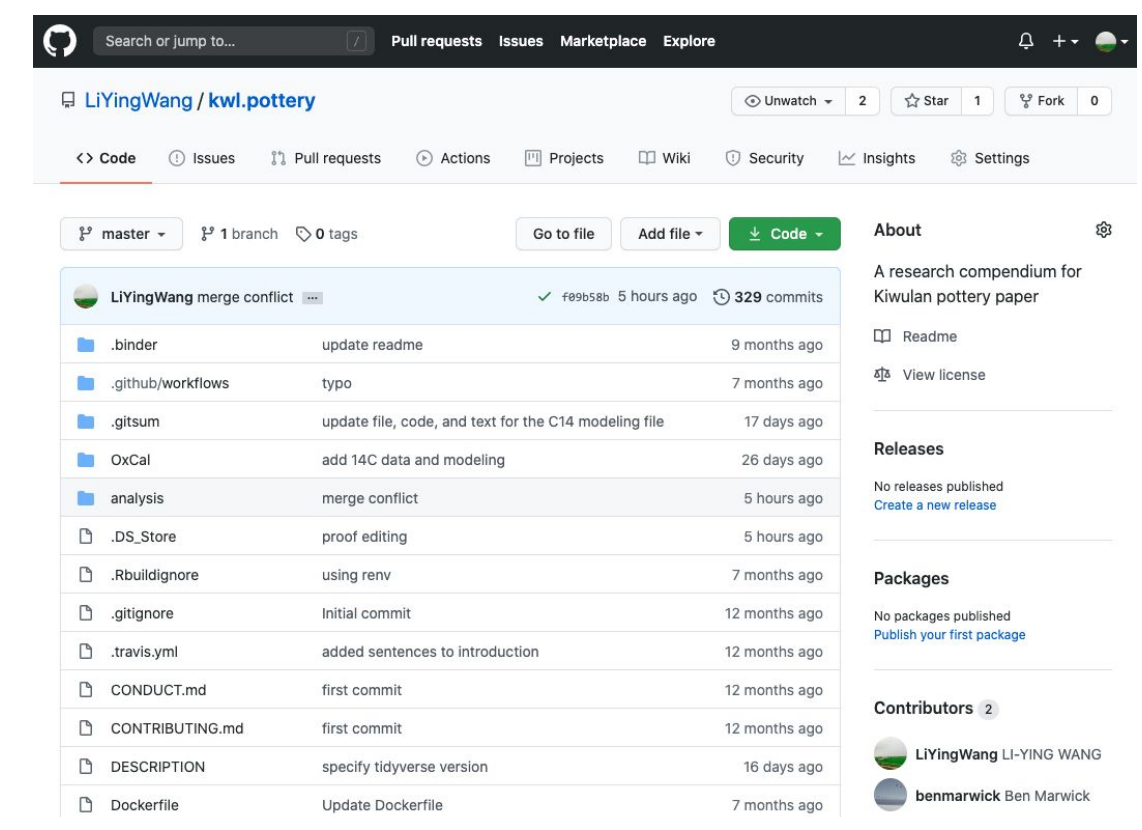 Search or jump to... / Pull requests Issues Marketplace Explore
LiYingWang / kwl.pottery Unwatch 2 Star 1 Fork 0
<> Code Issues Pull requests Actions Projects Wiki Security Insights Settings
master 1 branch 0 tags Go to file Add file Code
LiYingWang merge conflict ... f09b58b 5 hours ago 329 commits
.binder update readme 9 months ago
.github/workflows typo 7 months ago
.gitsum update file, code, and text for the C14 modeling file 17 days ago
OxCal add 14C data and modeling 26 days ago
analysis merge conflict 5 hours ago
.DS_Store proof editing 5 hours ago
.Rbuildignore using renv 7 months ago
.gitignore Initial commit 12 months ago
.travis.yml added sentences to introduction 12 months ago
CONDUCT.md first commit 12 months ago
CONTRIBUTING.md first commit 12 months ago
DESCRIPTION specify tidyverse version 16 days ago
Dockerfile Update Dockerfile 7 months ago
About
A research compendium for
Kiwulan pottery paper
Readme
View license
Releases
No releases published
Create a new release
Packages
No packages published
Publish your first package
Contributors 2
LiYingWang LI-YING WANG
benmarwick Ben Marwick